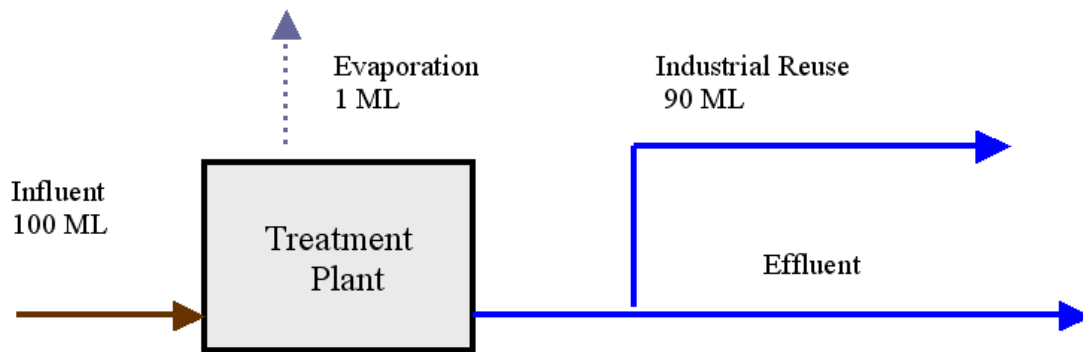 Evaporation
1 ML
Industrial Reuse
90 ML
Influent
100 ML
Treatment
Plant
Effluent